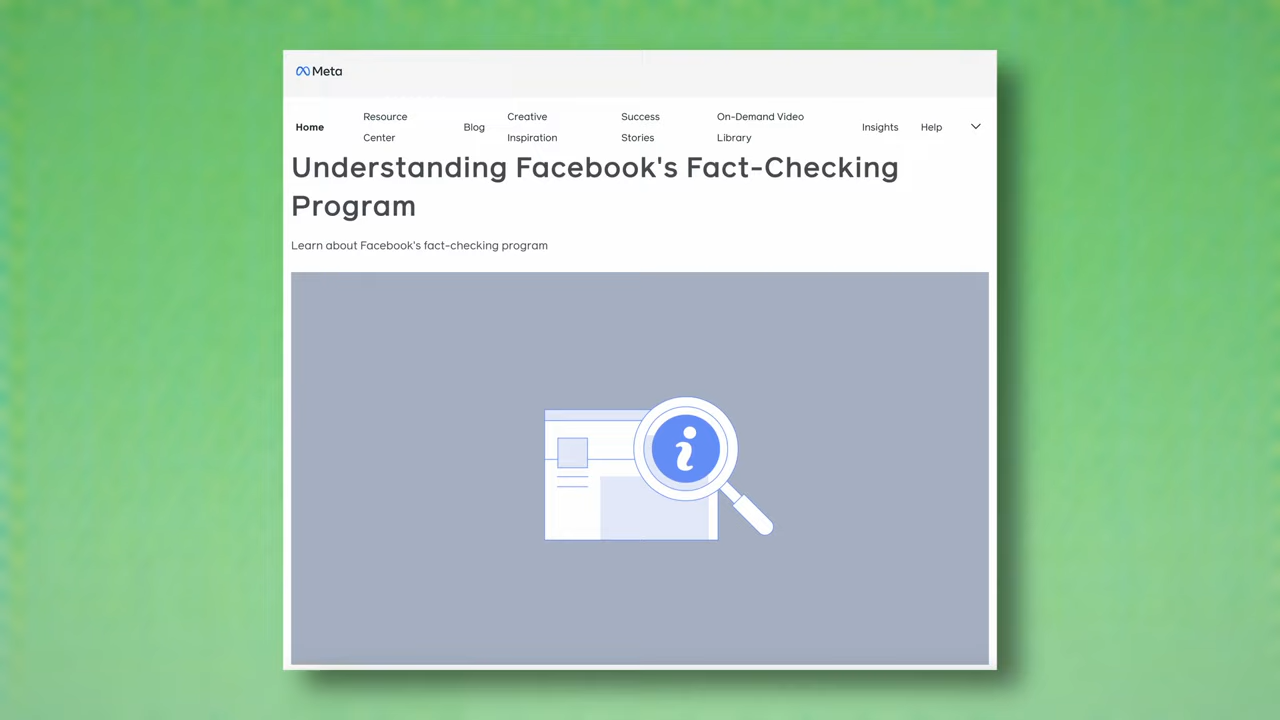 Meta
Home
Resource
Center
Blog
Creative
Inspiration
Success
Stories
On-Demand Video
Library
Insights
Help
Understanding Facebook's Fact-Checking
Program
Learn about Facebook's fact-checking program
i